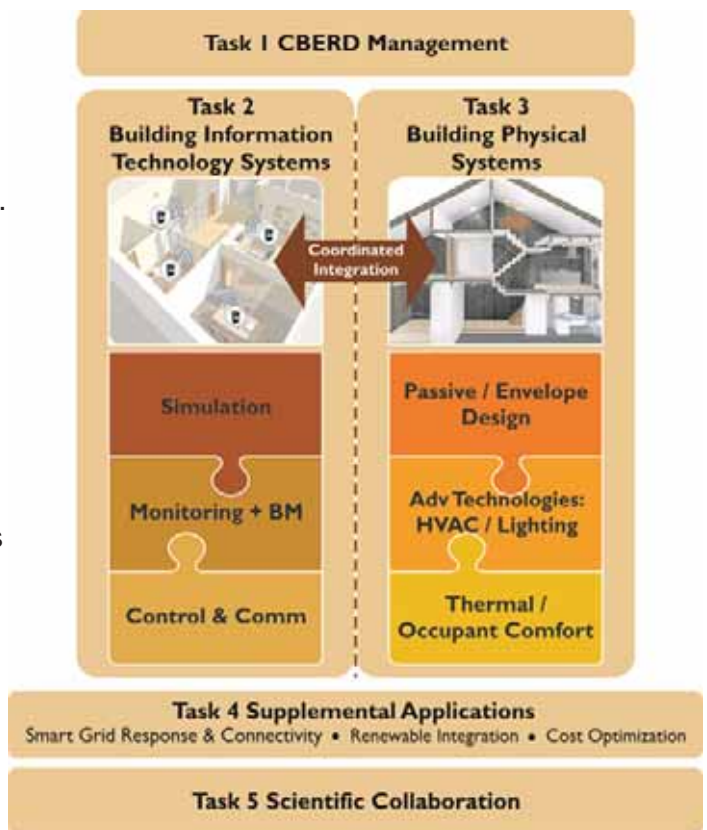 Task 1 CBERD Management
Task 2
Building Information
Technology Systems
Task 3
Building Physical
Systems
.
Coordinated
Integration
Simulation
Monitoring + BM
Control & Comm
Passive / Envelope
Design
Adv Technologies:
HVAC / Lighting
Thermal /
Occupant Comfort
s
Task 4 Supplemental Applications
Smart Grid Response & Connectivity • Renewable Integration • Cost Optimization
Task 5 Scientific Collaboration